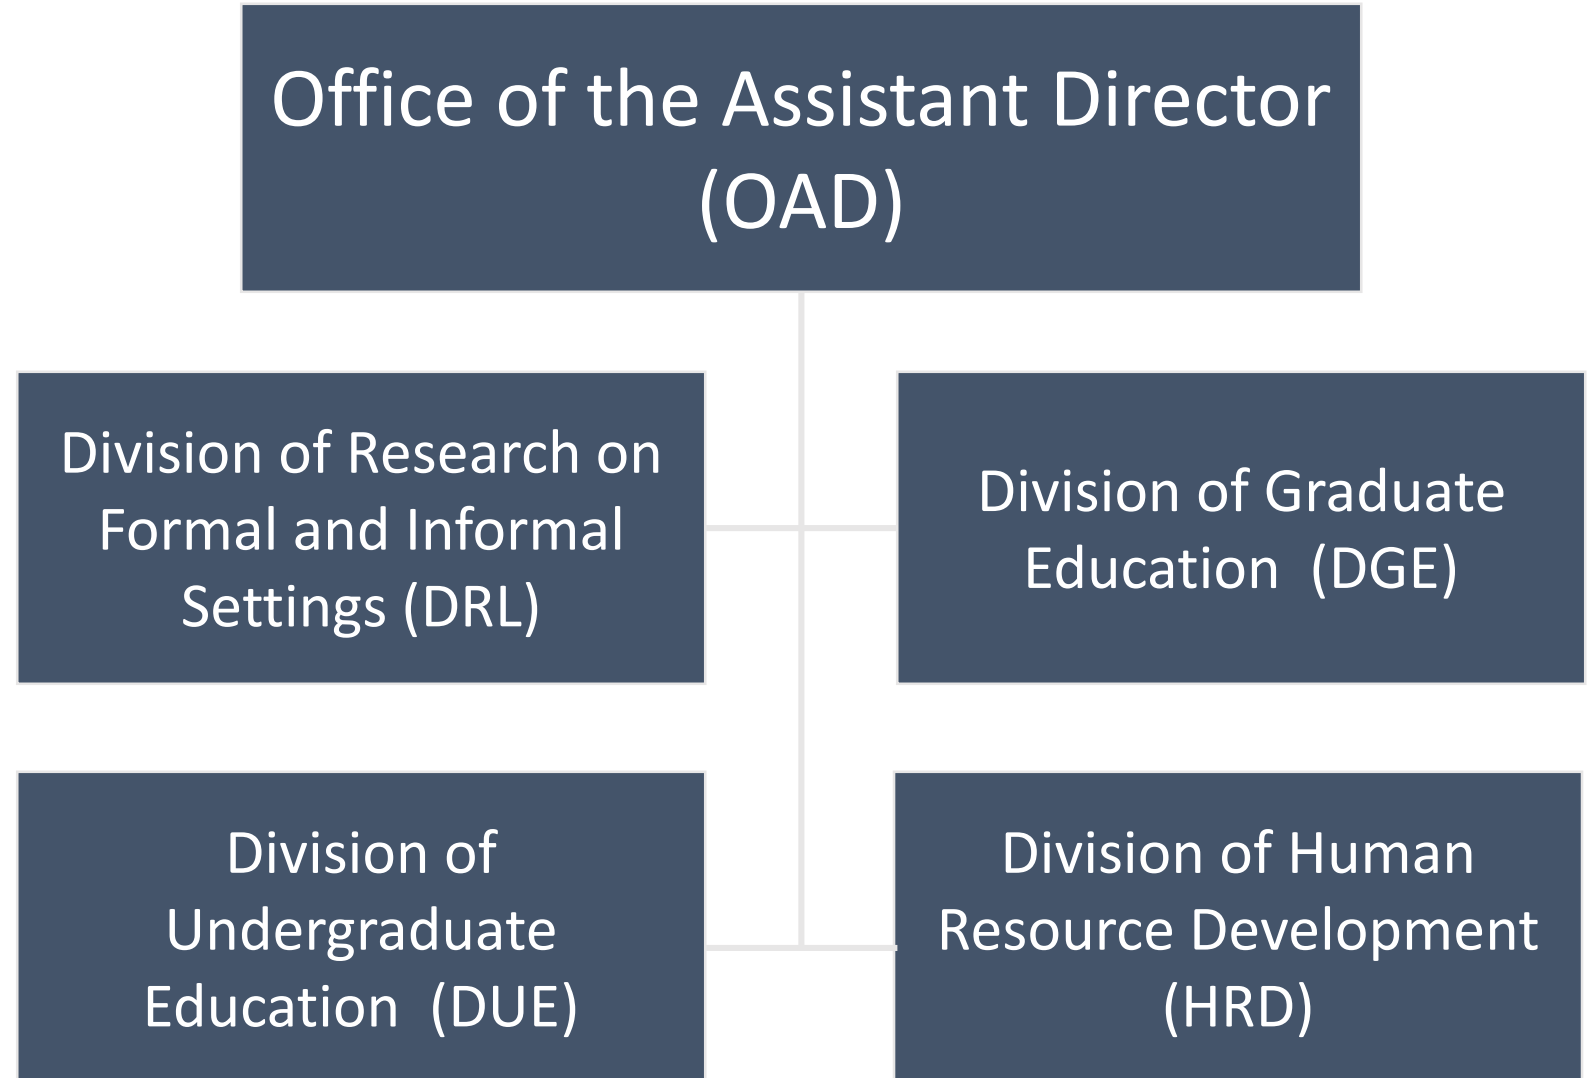 Office of the Assistant Director
(OAD)
Division of Research on
Formal and Informal
Settings (DRL)
Division of Graduate
Education  (DGE)
Division of
Undergraduate
Education  (DUE)
Division of Human
Resource Development
(HRD)